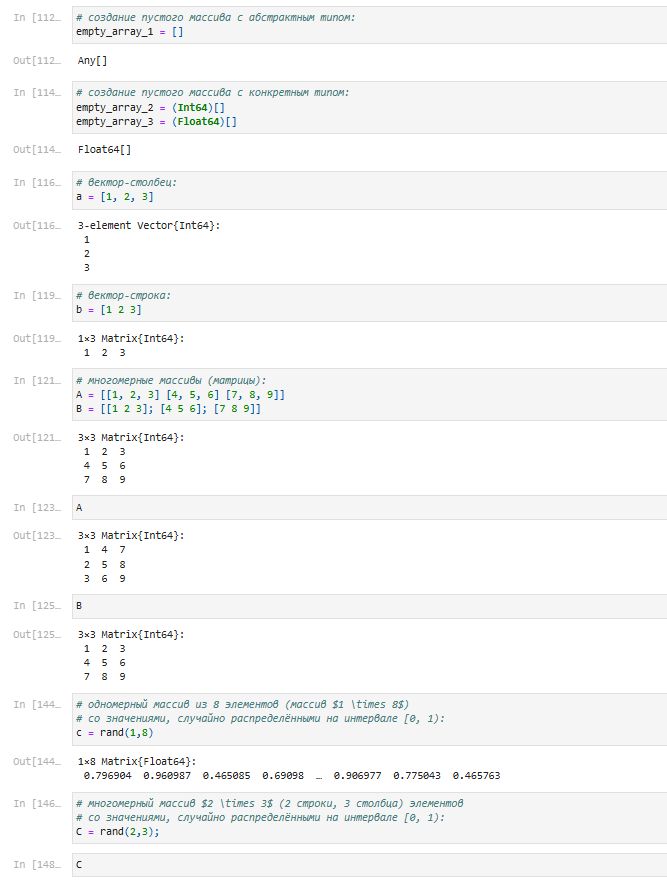 In [112…
# создание пустого массива с абстрактным типом:
empty_array_1 = []
Out[112…
Any[]
In [114…
# создание пустого массива с конкретным типом:
empty_array_2 = (Int64)[]
empty_array_3 = (Float64)[]
Out[114…
Float64[]
In [116…
# вектор-столбец:
a = [1, 2, 3]
Out[116…
3-element Vector{Int64}:
1
2
3
In [119…
# вектор-строка:
b = [1 2 3]
Out[119…
1×3 Matrix{Int64}:
1 2 3
In [121…
# многомерные массивы (матрицы):
A = [[1, 2, 3] [4, 5, 6] [7, 8, 9]]
B = [[1 2 3]; [4 5 6]; [7 8 9]]
Out[121…
3×3 Matrix{Int64}:
1 2 3
4 5 6
7 8 9
In [123…
A
Out[123…
3×3 Matrix{Int64}:
1 4 7
2 5 8
3 6 9
In [125…
B
Out[125…
3×3 Matrix{Int64}:
1 2 3
4 5 6
7 8 9
In [144…
# одномерный массив из 8 элементов (массив $1 \times 8$)
# со значениями, случайно распределёнными на интервале [0, 1):
c = rand(1,8)
Out[144…
1×8 Matrix{Float64}:
0.796904 0.960987 0.465085 0.69098 … 0.906977 0.775043 0.465763
In [146…
# многомерный массив $2 \times 3$ (2 строки, 3 столбца) элементов
# со значениями, случайно распределёнными на интервале [0, 1):
C = rand(2,3);
In [148…
C